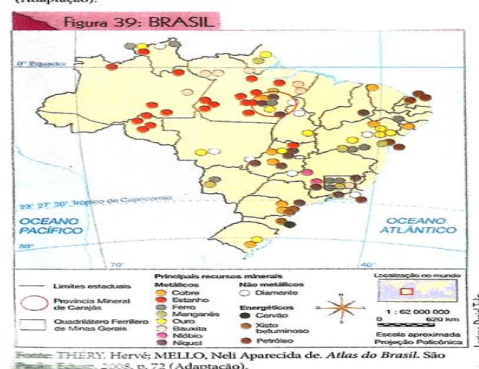 (Adaptação).
Figura 39: BRASIL
0° Equador
23° 27' 30" Trópico de Capricórnio
OCEANO
PACÍFICO
OCEANO
ATLÂNTICO
30°
70°
40°
Limites estaduais
Província Mineral
de Carajás
Quadrilátero Ferrífero
de Minas Gerais
Principais recursos minerais
Metálicos
Cobre
Estanho
Ferro
Manganês
Ouro
Bauxita
Nióbio
Níquel
Não metálicos
Diamante
Energéticos
Carvão
Xisto
betuminoso
Petróleo
Localização no mundo
1 : 62 000 000
0 620 km
Escala aproximada
Projeção Policônica
Fonte: THÉRY, Hervé; MELLO, Neli Aparecida de. Atlas do Brasil. São
Paulo: Edusp, 2008, p. 72 (Adaptação).